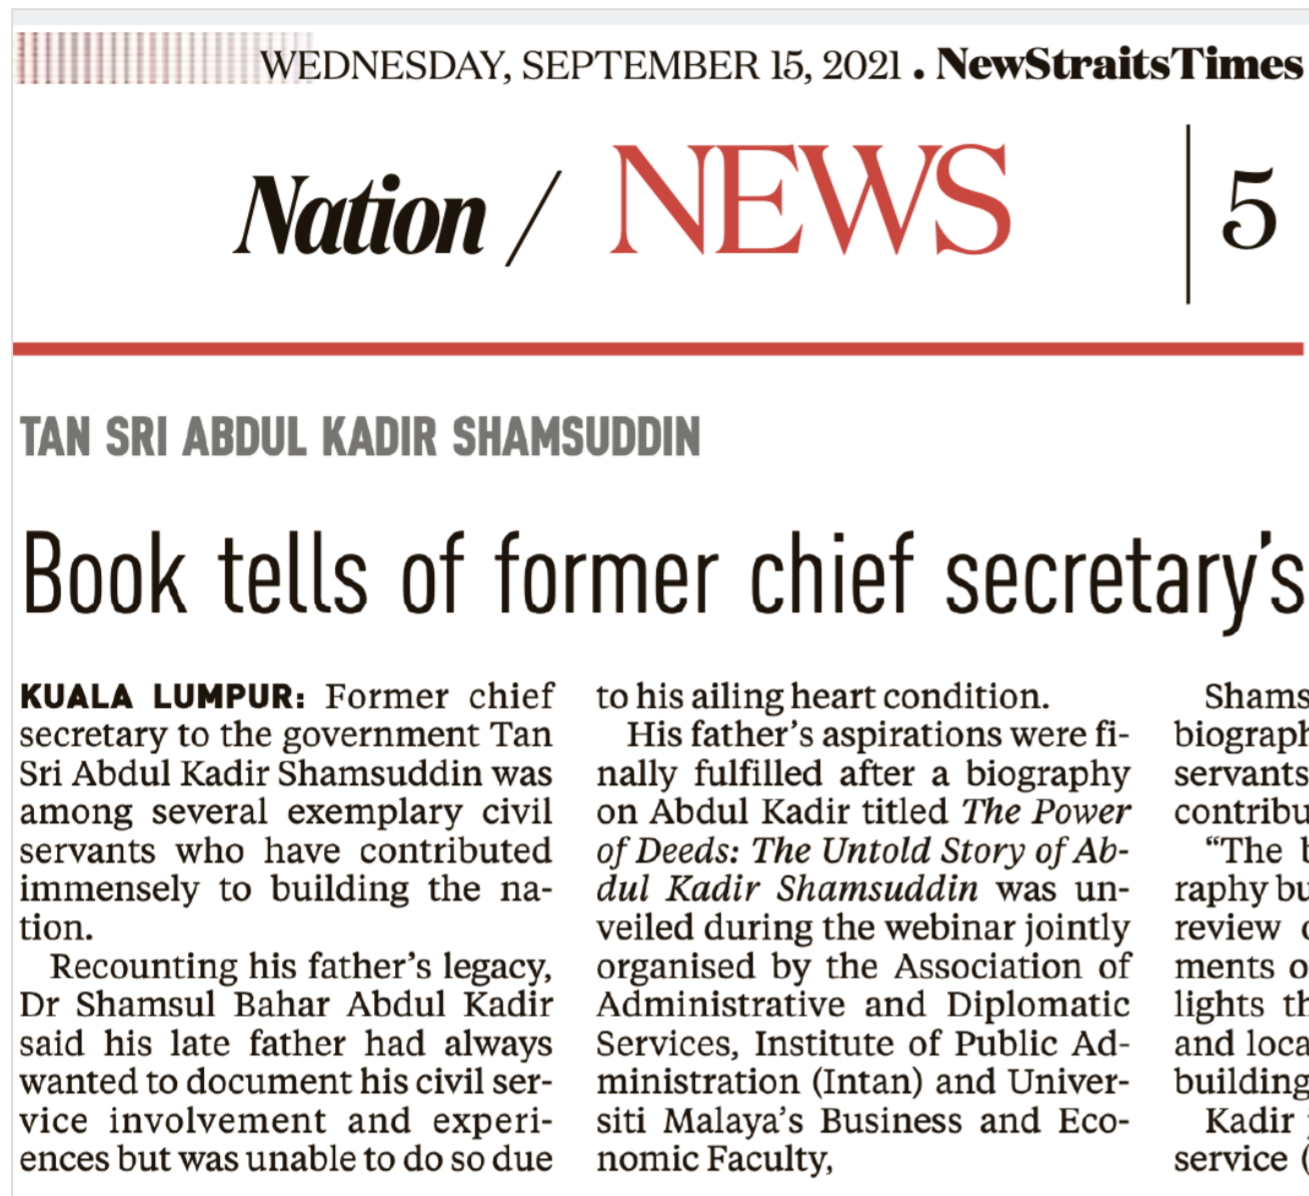 WEDNESDAY, SEPTEMBER 15, 2021 . NewStraitsTimes
Nation / NEWS
5
TAN SRI ABDUL KADIR SHAMSUDDIN
Book tells of former chief secretary's
KUALA LUMPUR: Former chief
secretary to the government Tan
Sri Abdul Kadir Shamsuddin was
among several exemplary civil
servants who have contributed
immensely to building the na-
tion.
Recounting his father's legacy,
Dr Shamsul Bahar Abdul Kadir
said his late father had always
wanted to document his civil ser-
vice involvement and experi-
ences but was unable to do so due
to his ailing heart condition.
His father's aspirations were fi-
nally fulfilled after a biography
on Abdul Kadir titled The Power
of Deeds: The Untold Story of Ab-
dul Kadir Shamsuddin was un-
veiled during the webinar jointly
organised by the Association of
Administrative and Diplomatic
Services, Institute of Public Ad-
ministration (Intan) and Univer-
siti Malaya's Business and Eco-
nomic Faculty,
Shams
biograph
servants
contribu
"The
raphy bu
review
ments o
lights th
and loca
building
Kadir
service (